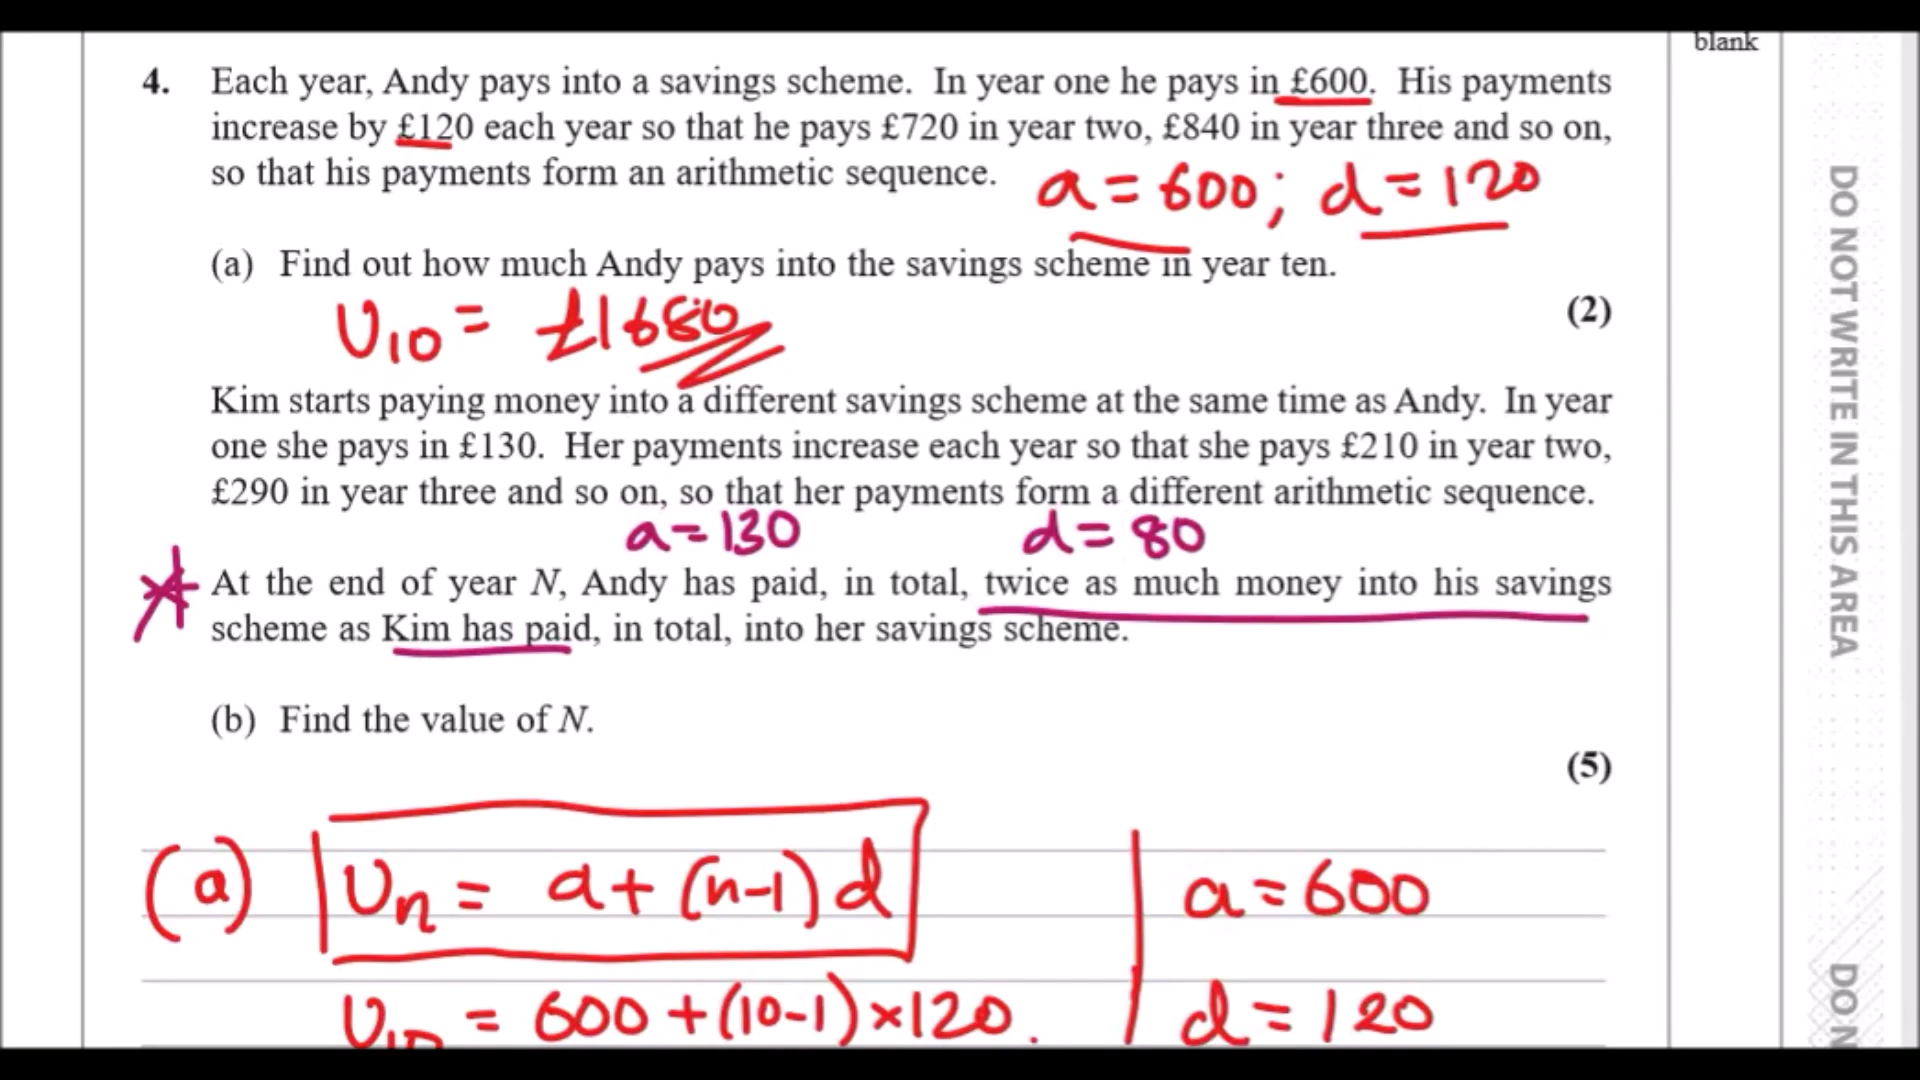 blank
4. Each year, Andy pays into a savings scheme. In year one he pays in £600. His payments
increase by £120 each year so that he pays £720 in year two, £840 in year three and so on,
so that his payments form an arithmetic sequence.
a = 600; d = 120
(a) Find out how much Andy pays into the savings scheme in year ten.
(2)
U10 = £1680
Kim starts paying money into a different savings scheme at the same time as Andy. In year
one she pays in £130. Her payments increase each year so that she pays £210 in year two,
£290 in year three and so on, so that her payments form a different arithmetic sequence.
a = 130 d = 80
At the end of year N, Andy has paid, in total, twice as much money into his savings
scheme as Kim has paid, in total, into her savings scheme.
(b) Find the value of N.
(5)
(a) Un = a + (n-1) d
a = 600
U10 = 600 + (10-1) × 120.
d = 120
DO NOT WRITE IN THIS AREA
DO N